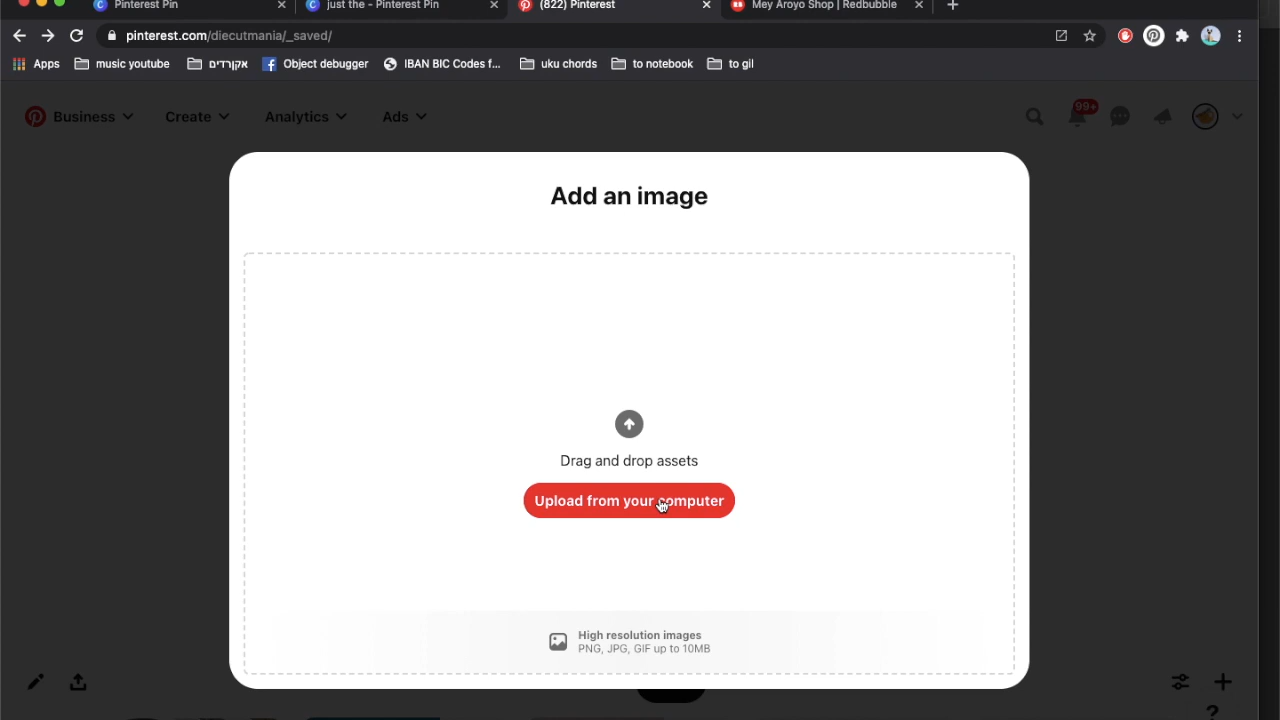 Pinterest Pin
just the - Pinterest Pin
(822) Pinterest
Mey Aroyo Shop | Redbubble
pinterest.com/diecutmania/_saved/
Apps
music youtube
אקורדים
Object debugger
IBAN BIC Codes f...
uku chords
to notebook
to gil
Business
Create
Analytics
Ads
99+
Add an image
Drag and drop assets
Upload from your computer
High resolution images
PNG, JPG, GIF up to 10MB